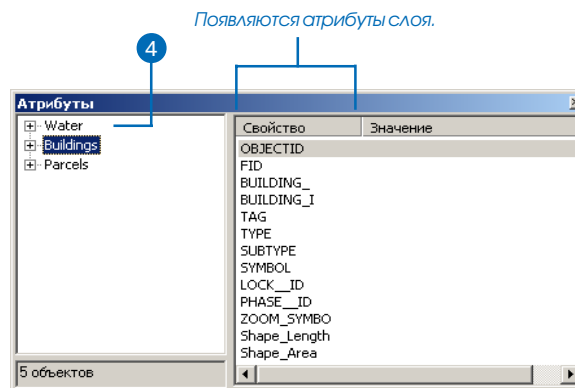 Появляются атрибуты слоя.
4
Атрибуты
Water
Buildings
Parcels
Свойство Значение
OBJECTID
FID
BUILDING_
BUILDING_I
TAG
TYPE
SUBTYPE
SYMBOL
LOCK__ID
PHASE__ID
ZOOM_SYMBO
Shape_Length
Shape_Area
5 объектов